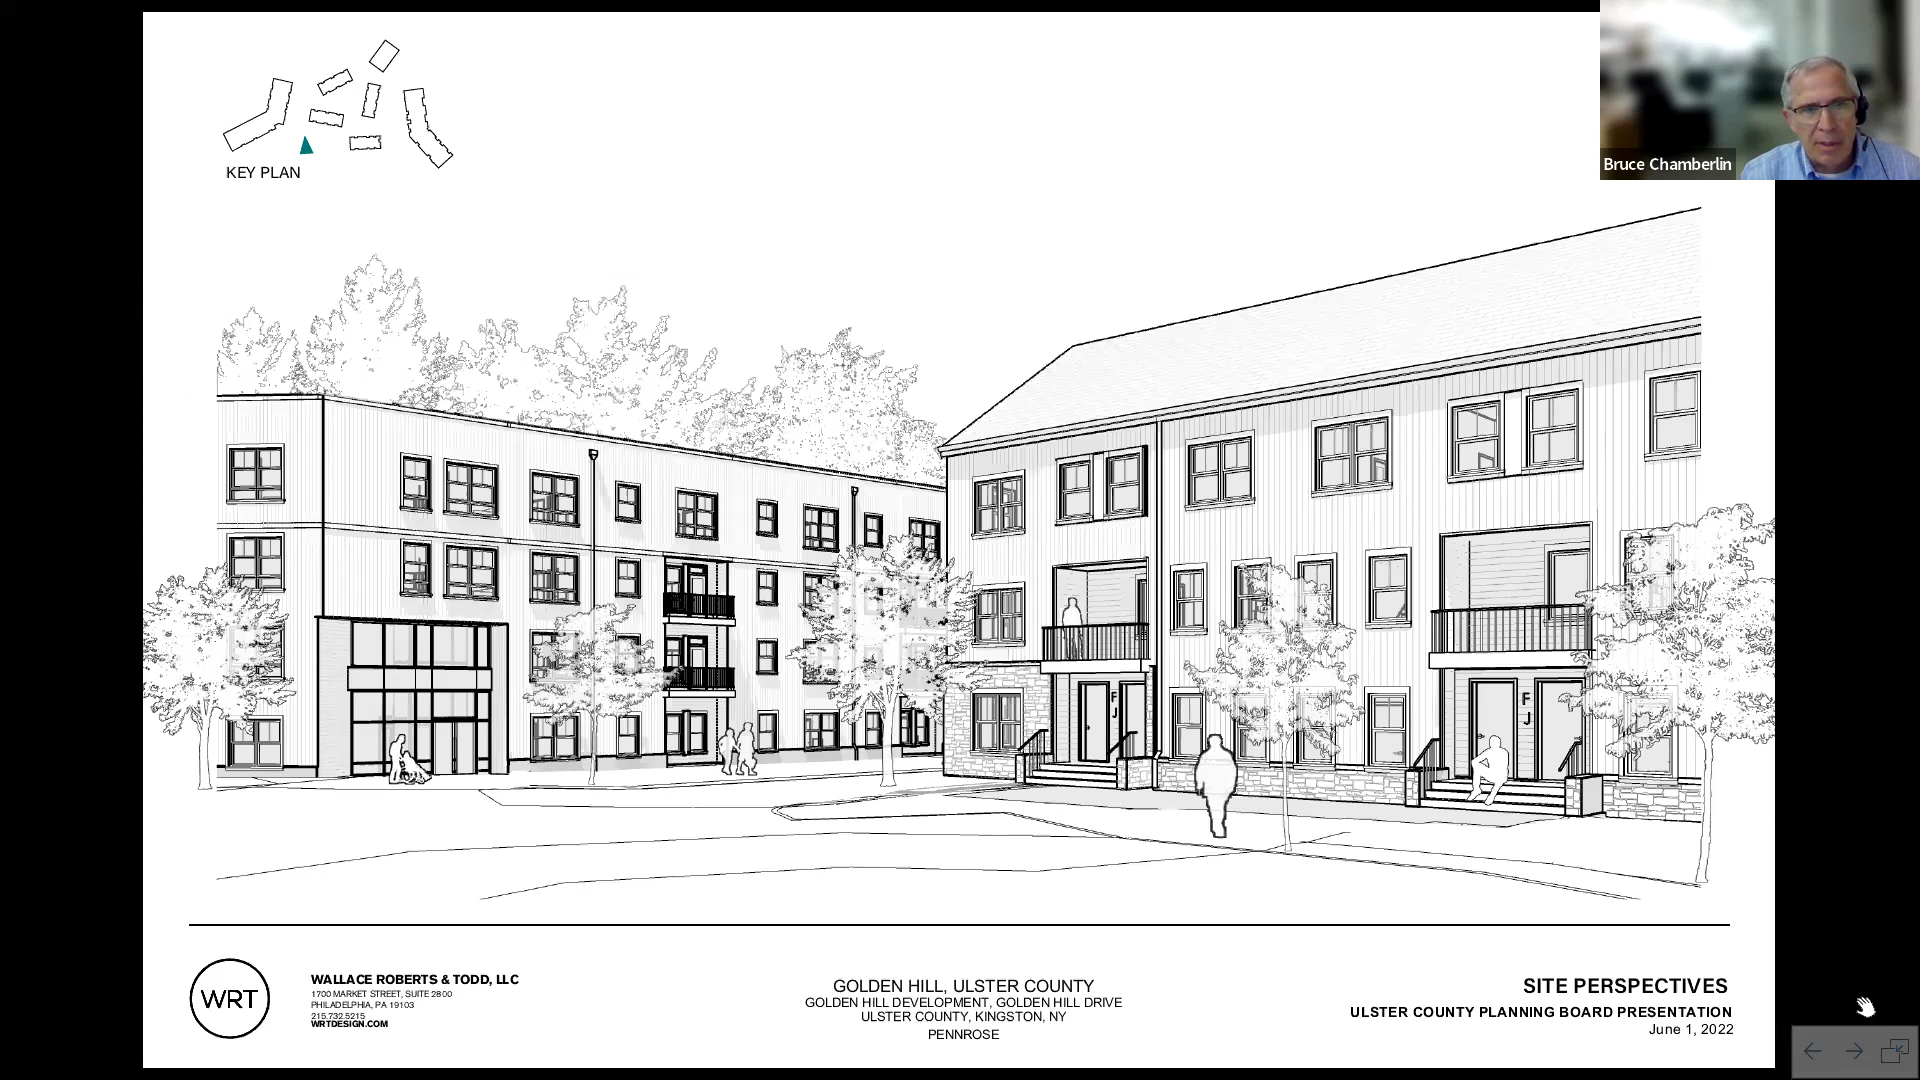 KEY PLAN
Bruce Chamberlin
F
J
F
J
WRT
WALLACE ROBERTS & TODD, LLC
1700 MARKET STREET, SUITE 2800
PHILADELPHIA, PA 19103
215.732.5215
WRTDESIGN.COM
GOLDEN HILL, ULSTER COUNTY
GOLDEN HILL DEVELOPMENT, GOLDEN HILL DRIVE
ULSTER COUNTY, KINGSTON, NY
PENNROSE
SITE PERSPECTIVES
ULSTER COUNTY PLANNING BOARD PRESENTATION
June 1, 2022